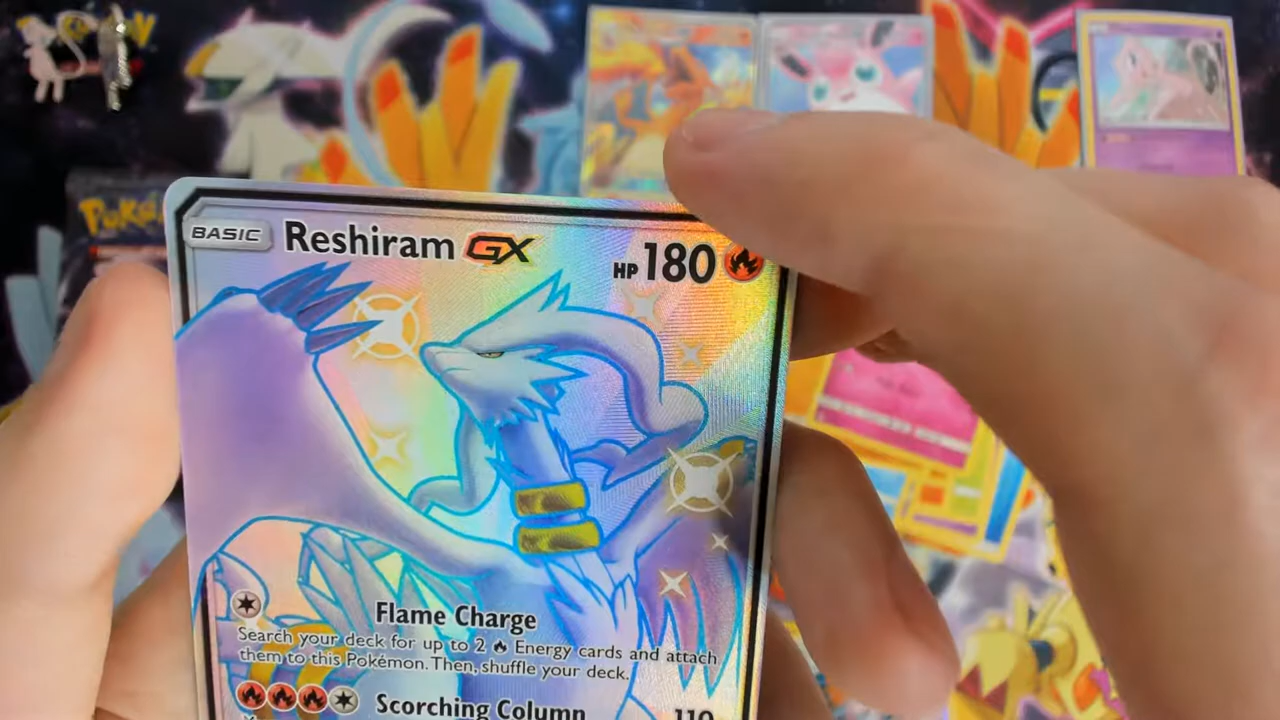 BASIC Reshiram GX HP 180
Flame Charge
Search your deck for up to 2 Energy cards and attach
them to this Pokémon. Then, shuffle your deck.
Scorching Column 110